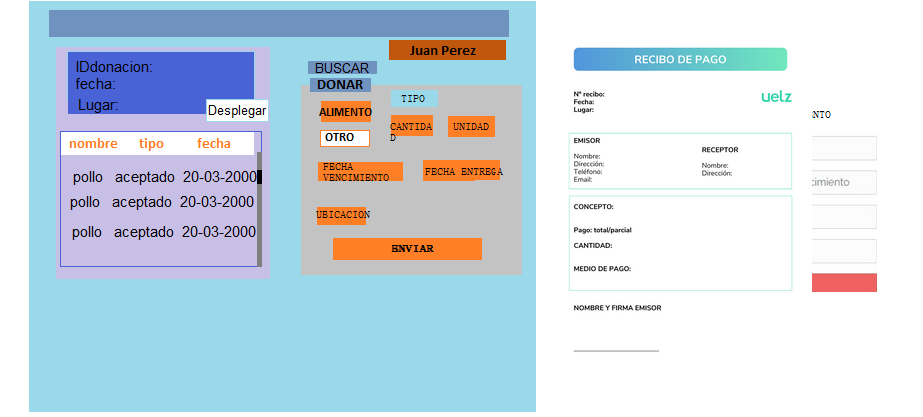 Juan Perez
IDdonacion:
fecha:
Lugar:
Desplegar
nombre tipo fecha
pollo aceptado 20-03-2000
pollo aceptado 20-03-2000
pollo aceptado 20-03-2000
BUSCAR
DONAR
ALIMENTO
TIPO
OTRO
CANTIDA
D
UNIDAD
FECHA
VENCIMIENTO
FECHA ENTREGA
UBICACION
ENVIAR
RECIBO DE PAGO
Nº recibo:
Fecha:
Lugar:
uelz
EMISOR
Nombre:
Dirección:
Teléfono:
Email:
RECEPTOR
Nombre:
Dirección:
CONCEPTO:
Pago: total/parcial
CANTIDAD:
MEDIO DE PAGO:
NOMBRE Y FIRMA EMISOR
NTO
cimiento